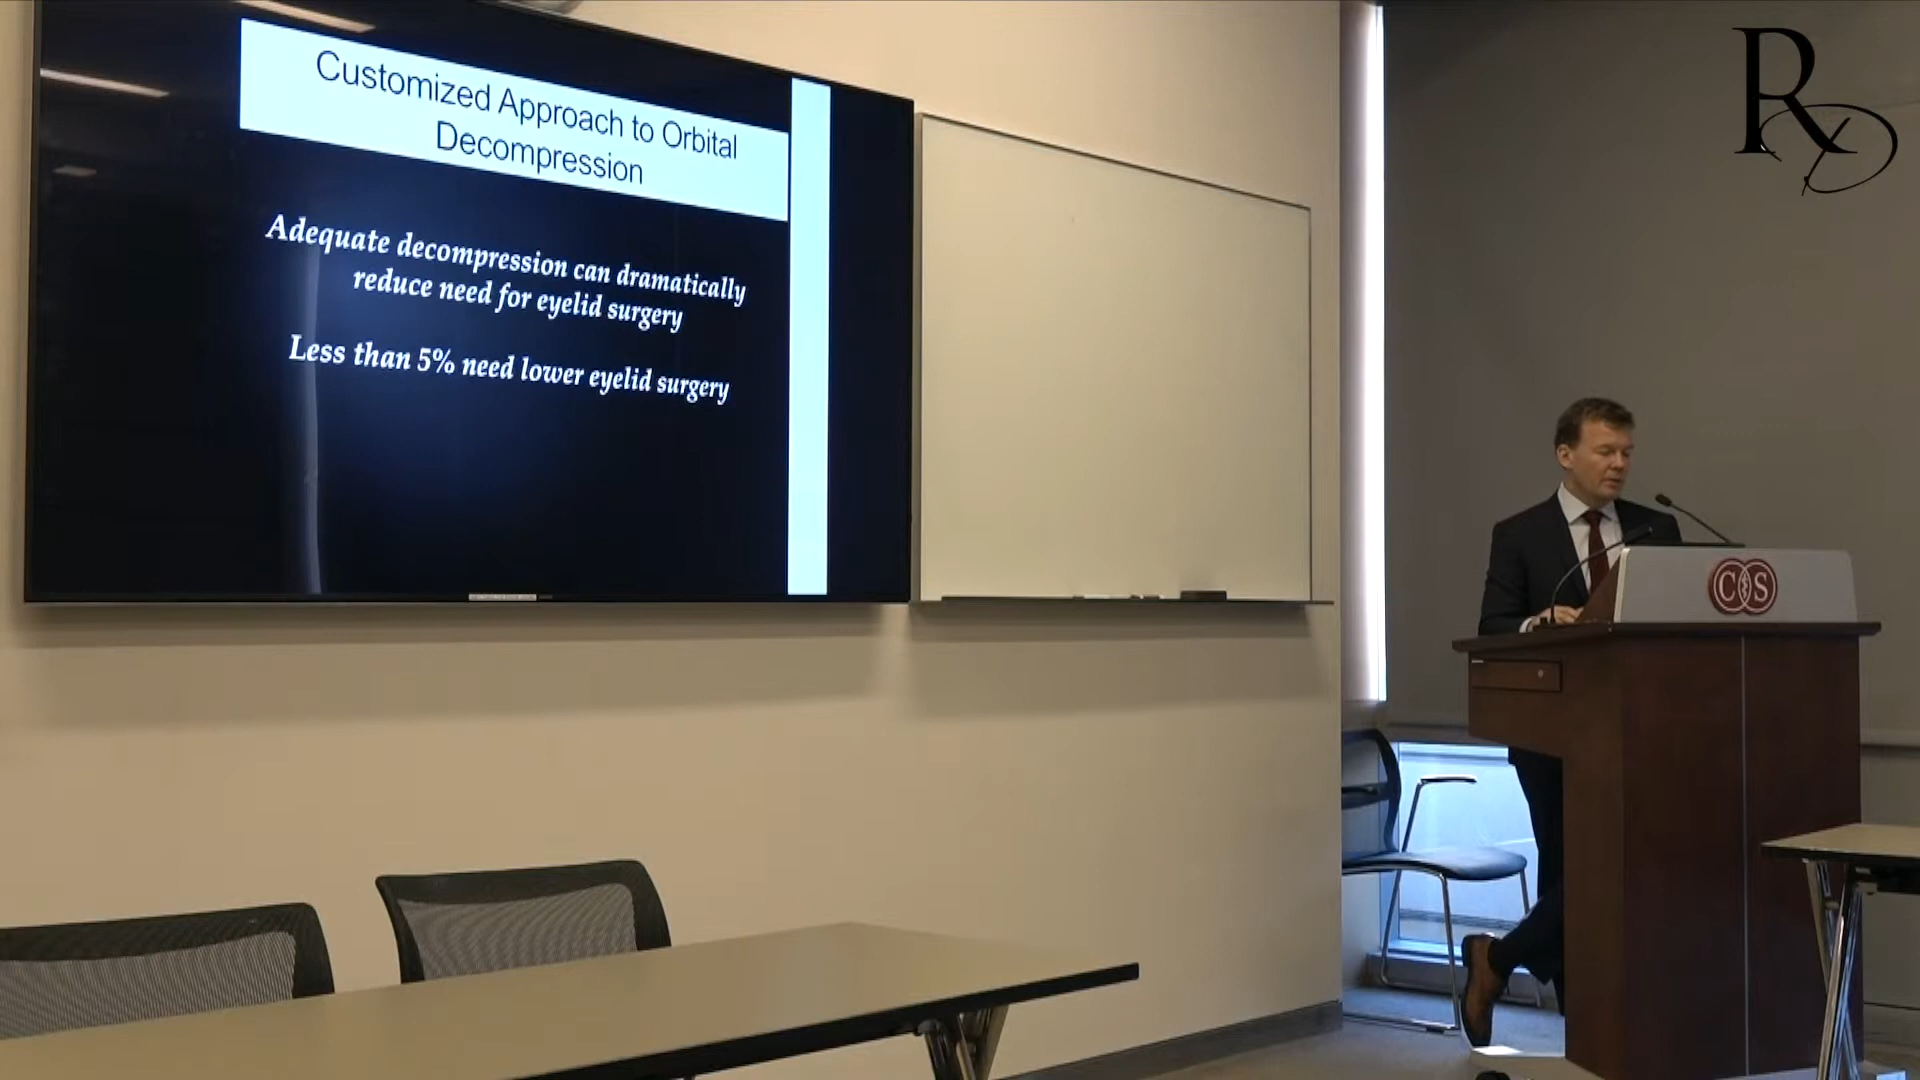 Customized Approach to Orbital
Decompression
Adequate decompression can dramatically
reduce need for eyelid surgery
Less than 5% need lower eyelid surgery
RD
CS